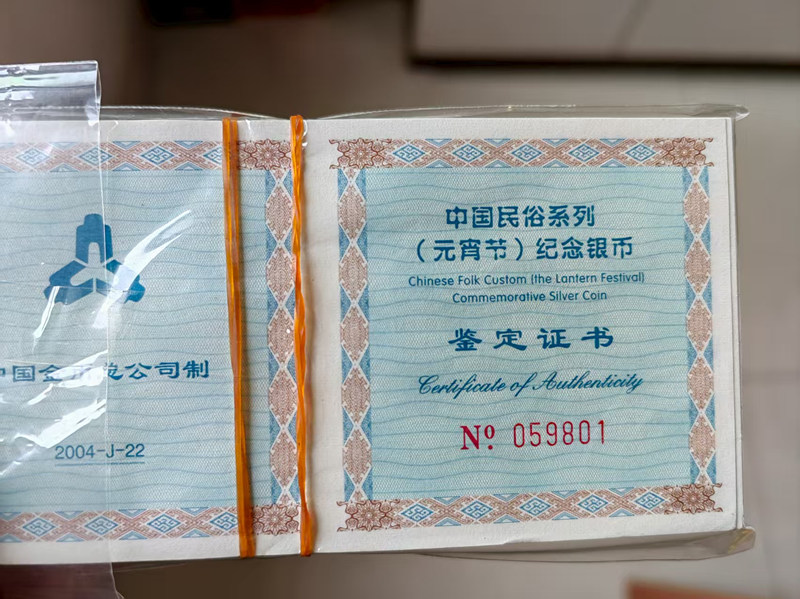 中国金币总公司制
2004-J-22
中国民俗系列
（元宵节）纪念银币
Chinese Folk Custom (the Lantern Festival)
Commemorative Silver Coin
鉴定证书
Certificate of Authenticity
Nº. 059801